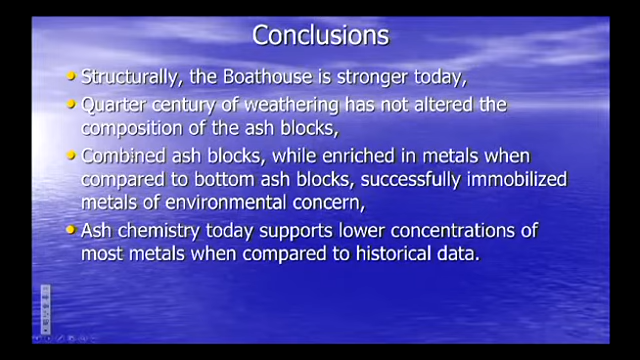 Conclusions
Structurally, the Boathouse is stronger today,
Quarter century of weathering has not altered the
composition of the ash blocks,
Combined ash blocks, while enriched in metals when
compared to bottom ash blocks, successfully immobilized
metals of environmental concern,
Ash chemistry today supports lower concentrations of
most metals when compared to historical data.